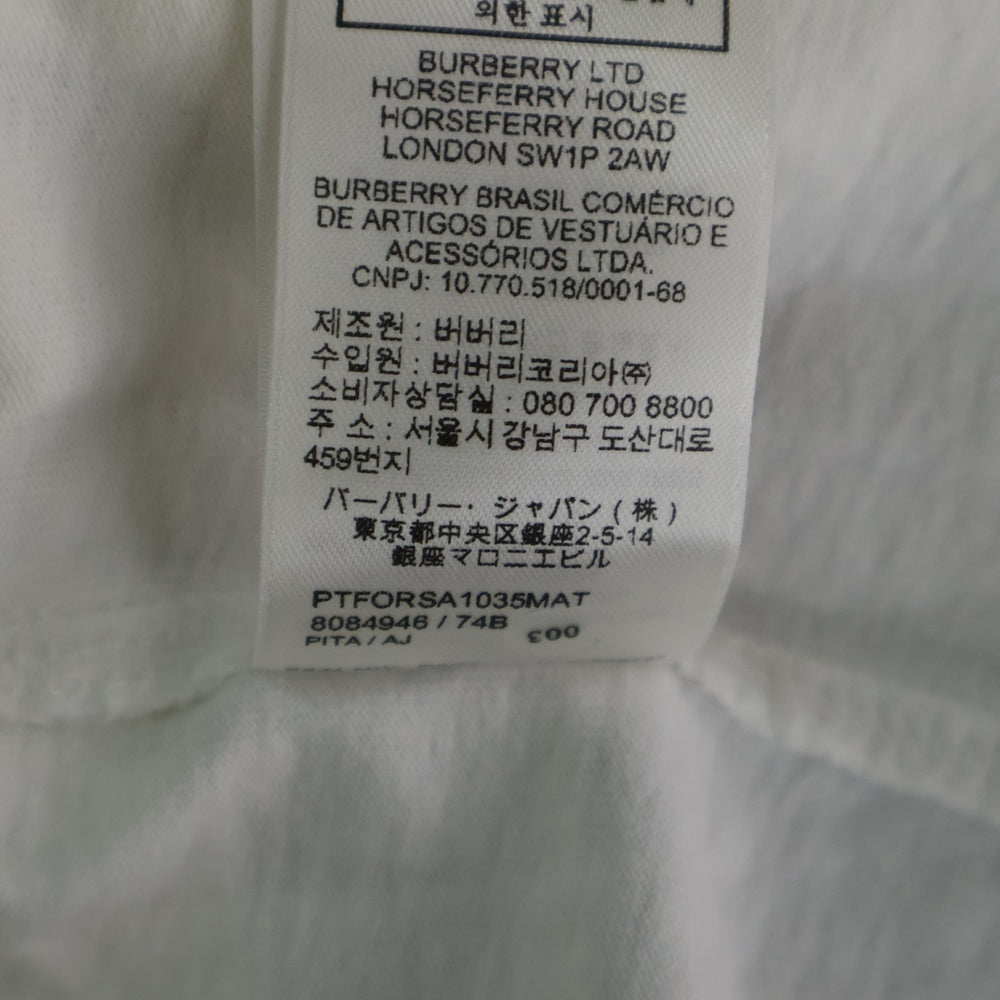 의한 표시
BURBERRY LTD
HORSEFERRY HOUSE
HORSEFERRY ROAD
LONDON SW1P 2AW
BURBERRY BRASIL COMÉRCIO
DE ARTIGOS DE VESTUÁRIO E
ACESSÓRIOS LTDA.
CNPJ: 10.770.518/0001-68
제조원 : 버버리
수입원 : 버버리코리아㈜
소비자상담실 : 080 700 8800
주 소 : 서울시 강남구 도산대로
459번지
バーバリー・ジャパン ( 株 )
東京都中央区銀座2-5-14
銀座マロニエビル
PTFORSA1035MAT
8084946 / 74B
PITA / AJ
003